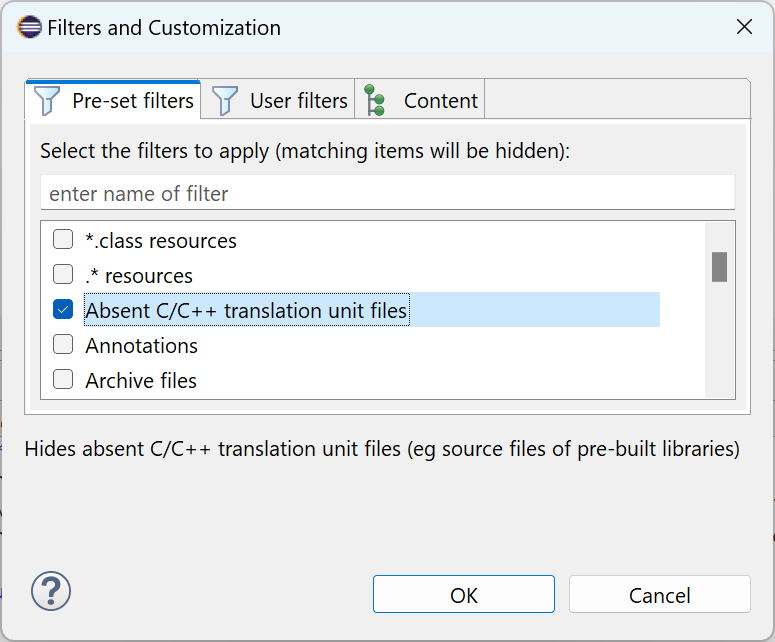 Filters and Customization
Pre-set filters
User filters
Content
Select the filters to apply (matching items will be hidden):
enter name of filter
*.class resources
.* resources
Absent C/C++ translation unit files
Annotations
Archive files
Hides absent C/C++ translation unit files (eg source files of pre-built libraries)
?
OK
Cancel